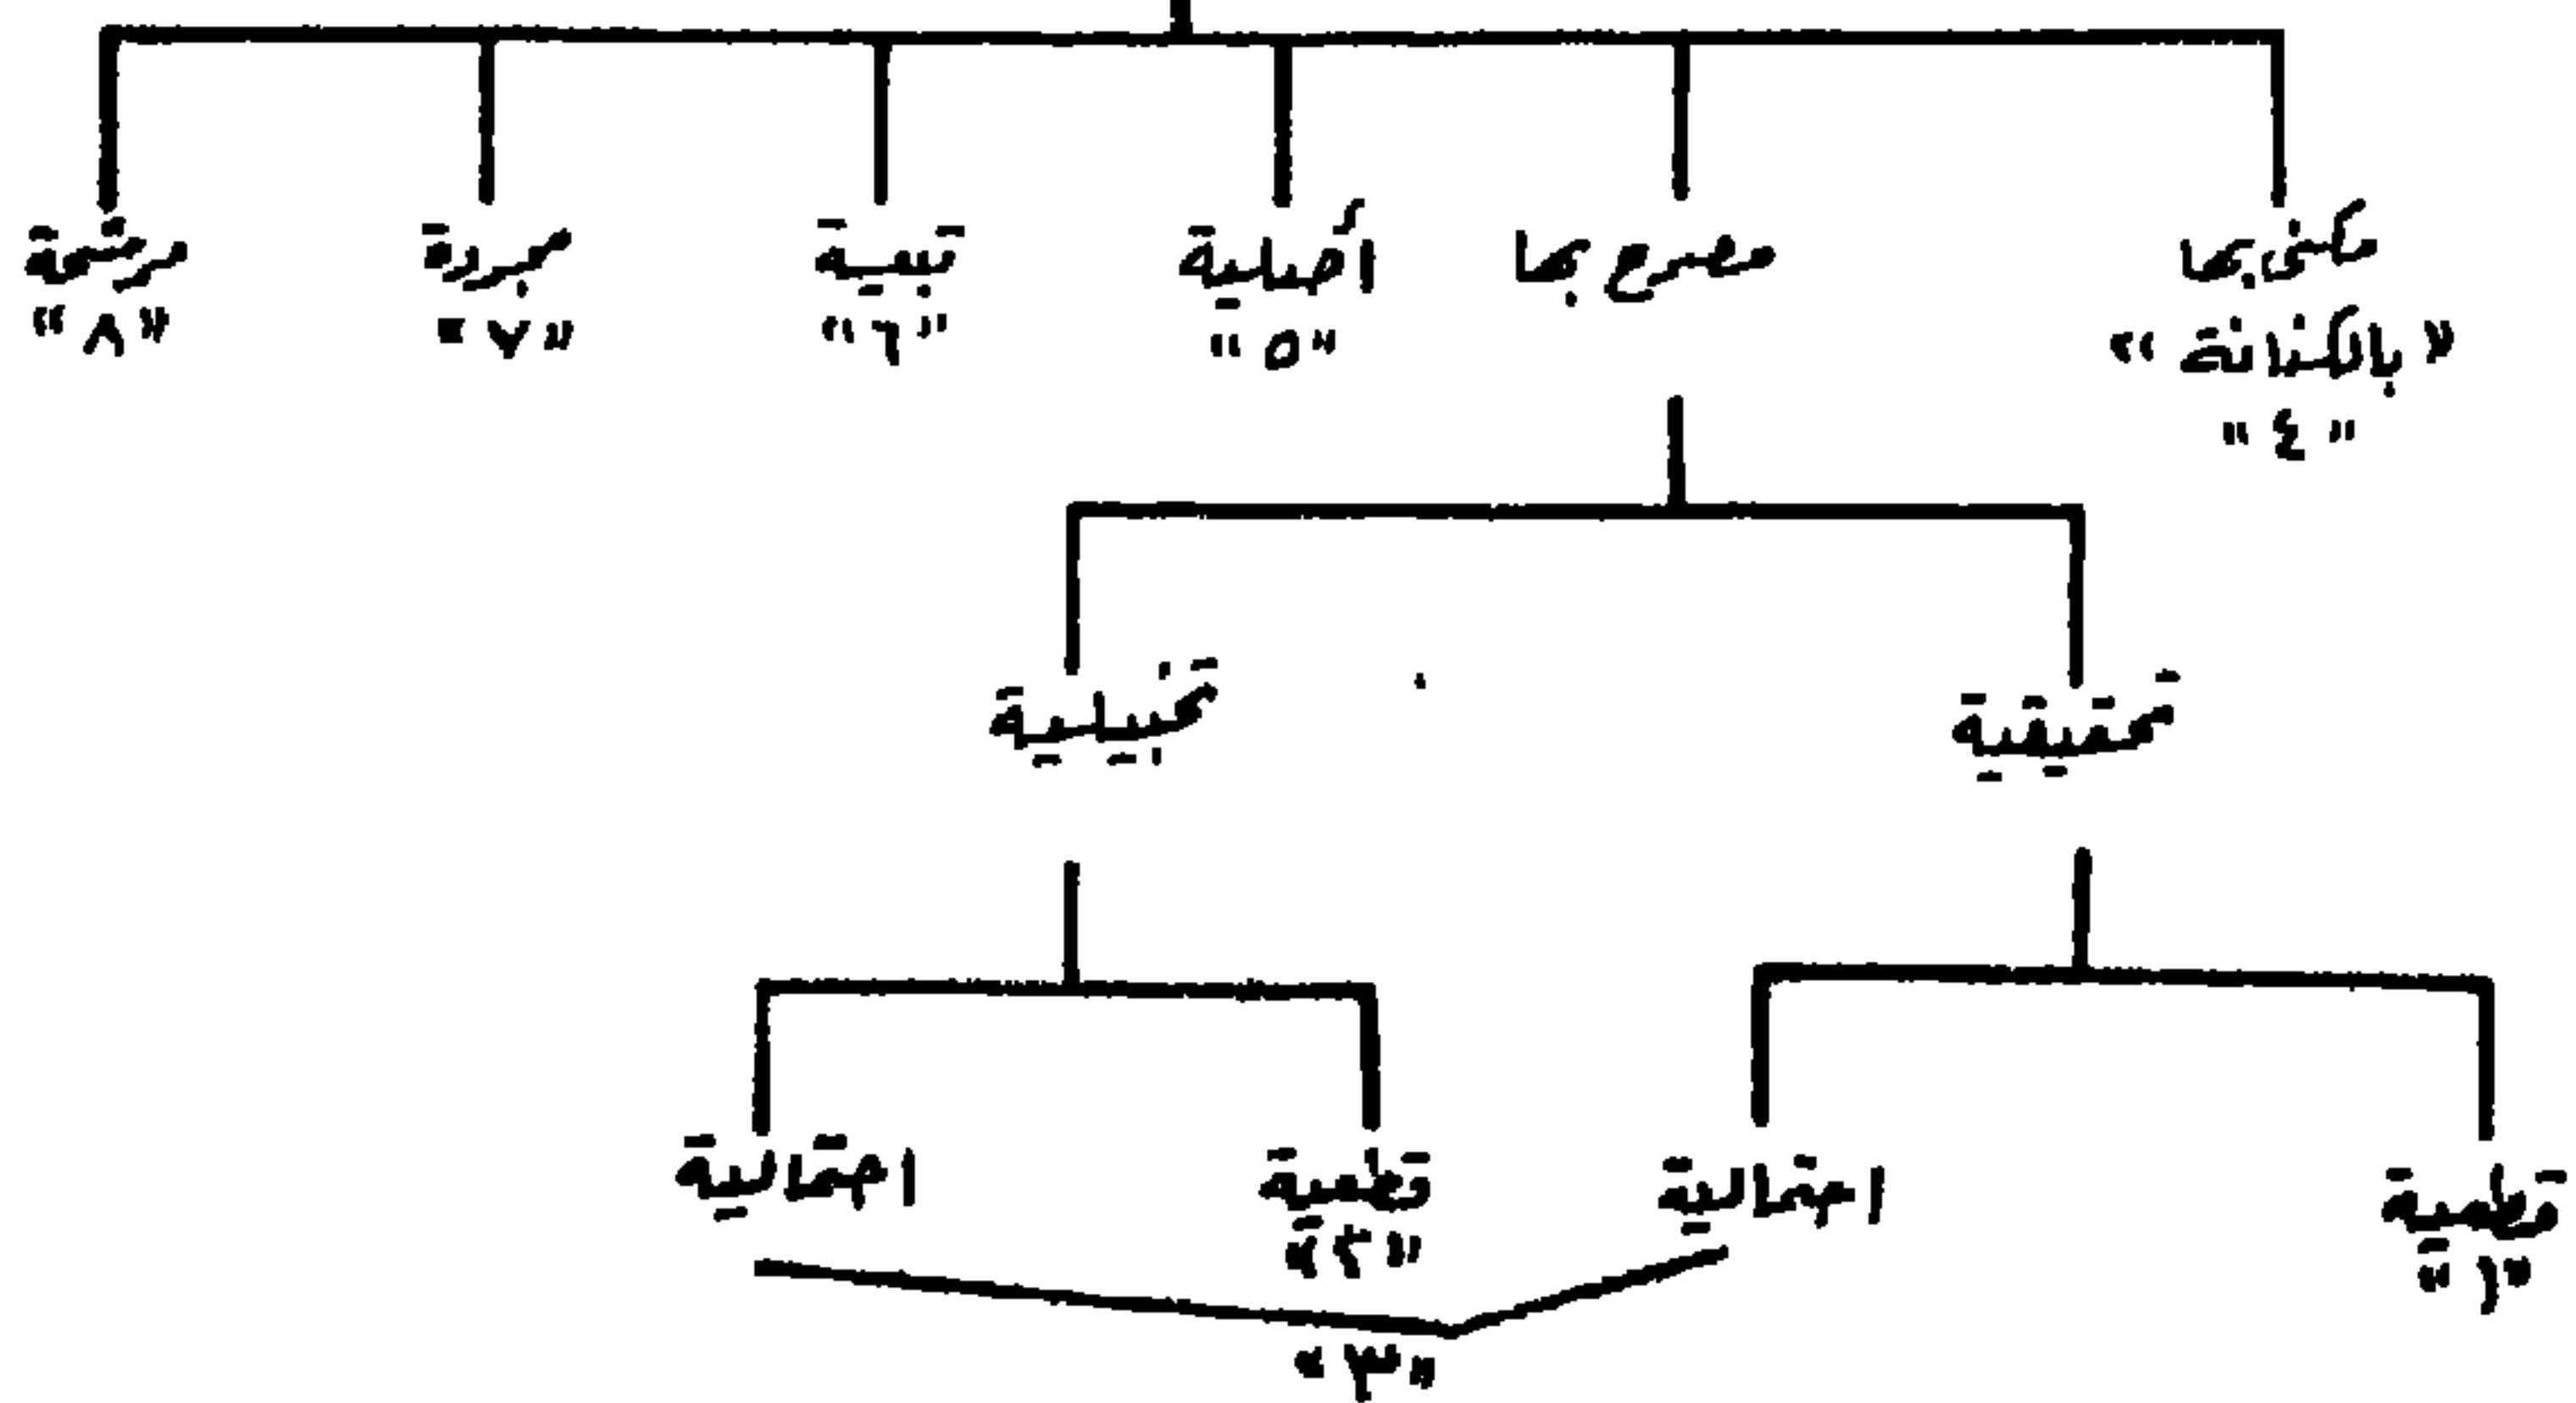 مكنى بها
مصرح بها
أصلية
تبعية
مجردة
مرشحة
«بالكنانة»
"٤"
"٥"
"٦"
"٧"
"٨"
تحقيقية
تخييلية
قطعية
احتمالية
قطعية
احتمالية
"١"
"٢"
"٣"